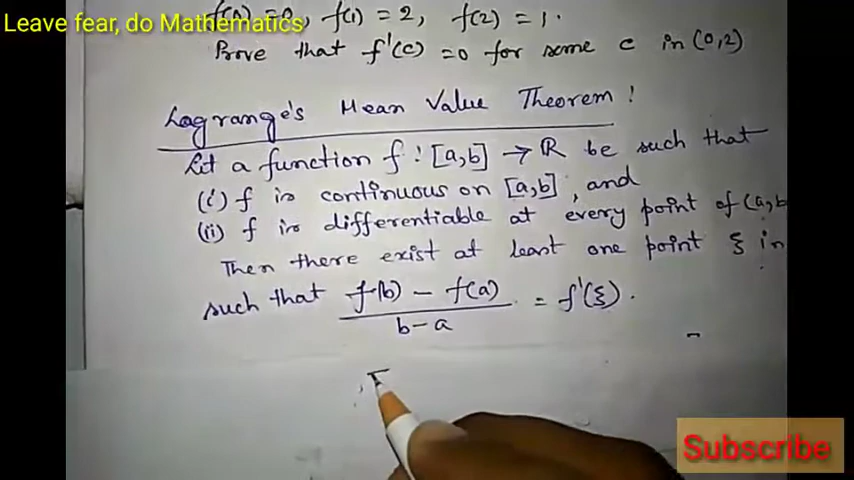 f(0) = 0, f(1) = 2, f(2) = 1.
Leave fear, do Mathematics
Prove that f'(c) = 0 for some c in (0,2)
Lagrange's Mean Value Theorem !
Let a function f : [a,b] → ℝ be such that
(i) f is continuous on [a,b], and
(ii) f is differentiable at every point of (a,b
Then there exist at least one point ξ in
such that f(b) - f(a) / b-a = f'(ξ).
Subscribe